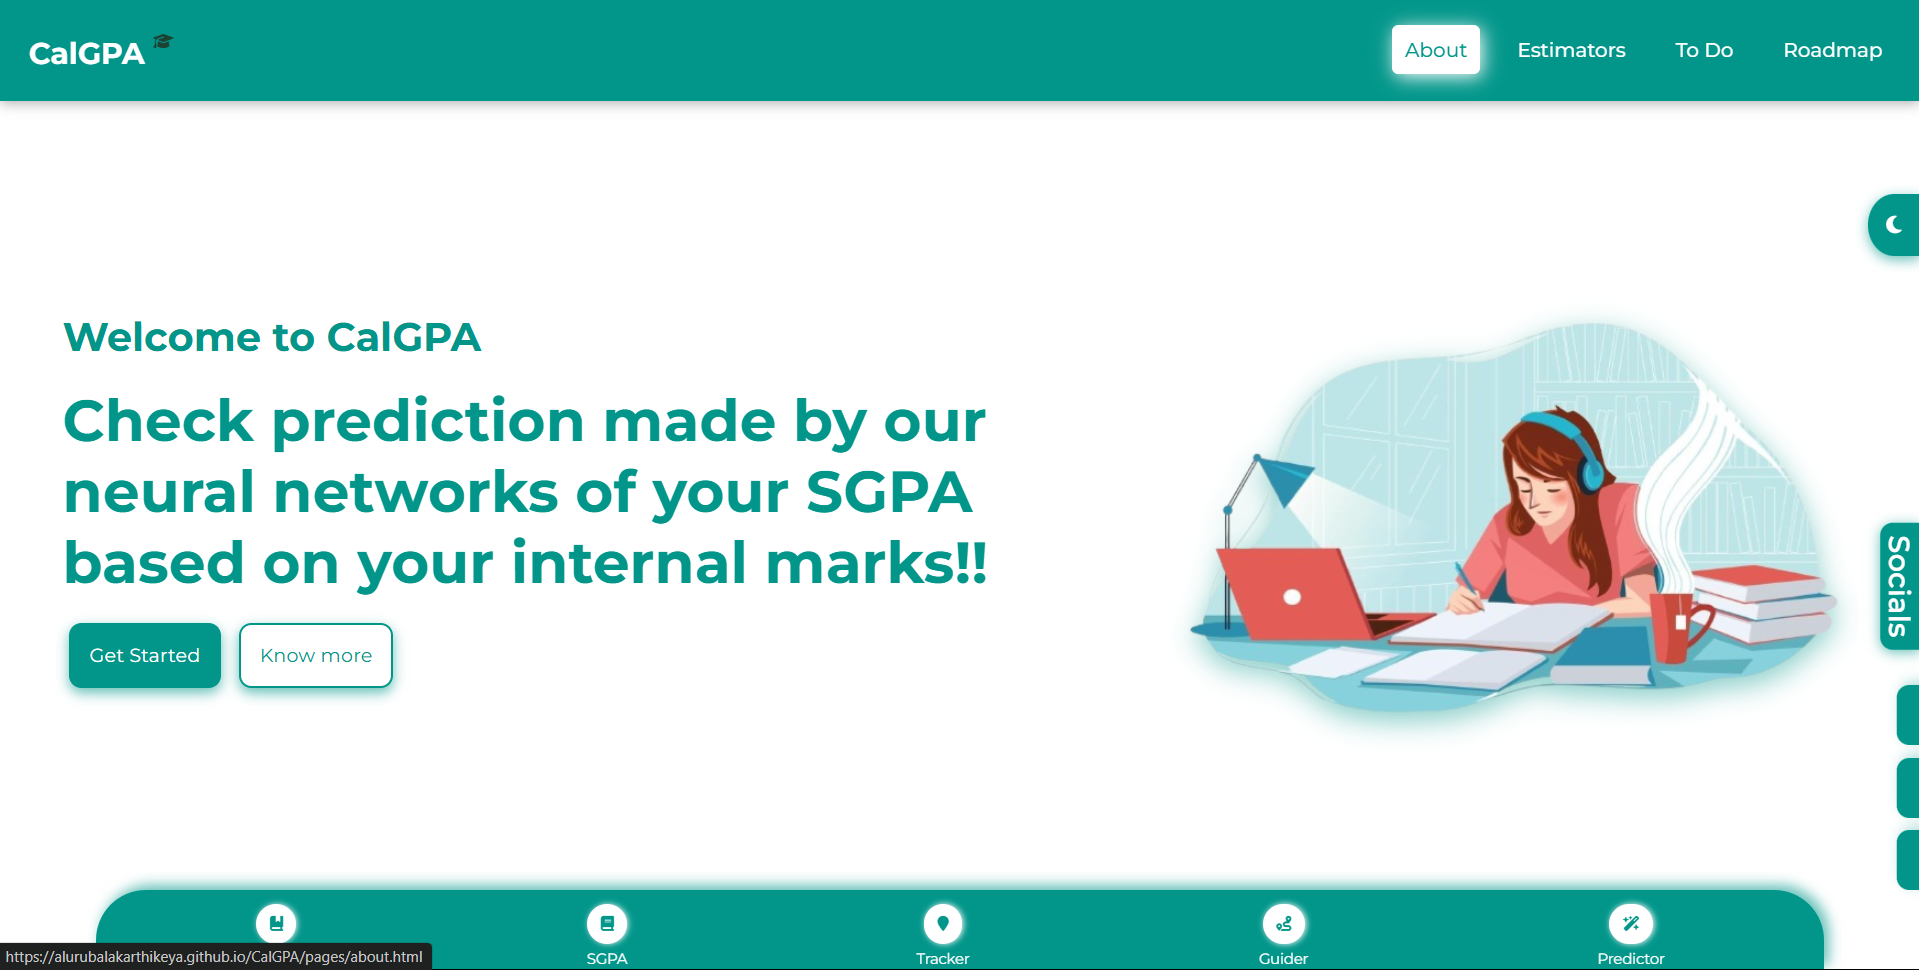 CalGPA
About
Estimators
To Do
Roadmap
Welcome to CalGPA
Check prediction made by our
neural networks of your SGPA
based on your internal marks!!
Get Started
Know more
Socials
SGPA
Tracker
Guider
Predictor
https://alurubalakarthikeya.github.io/CalGPA/pages/about.html